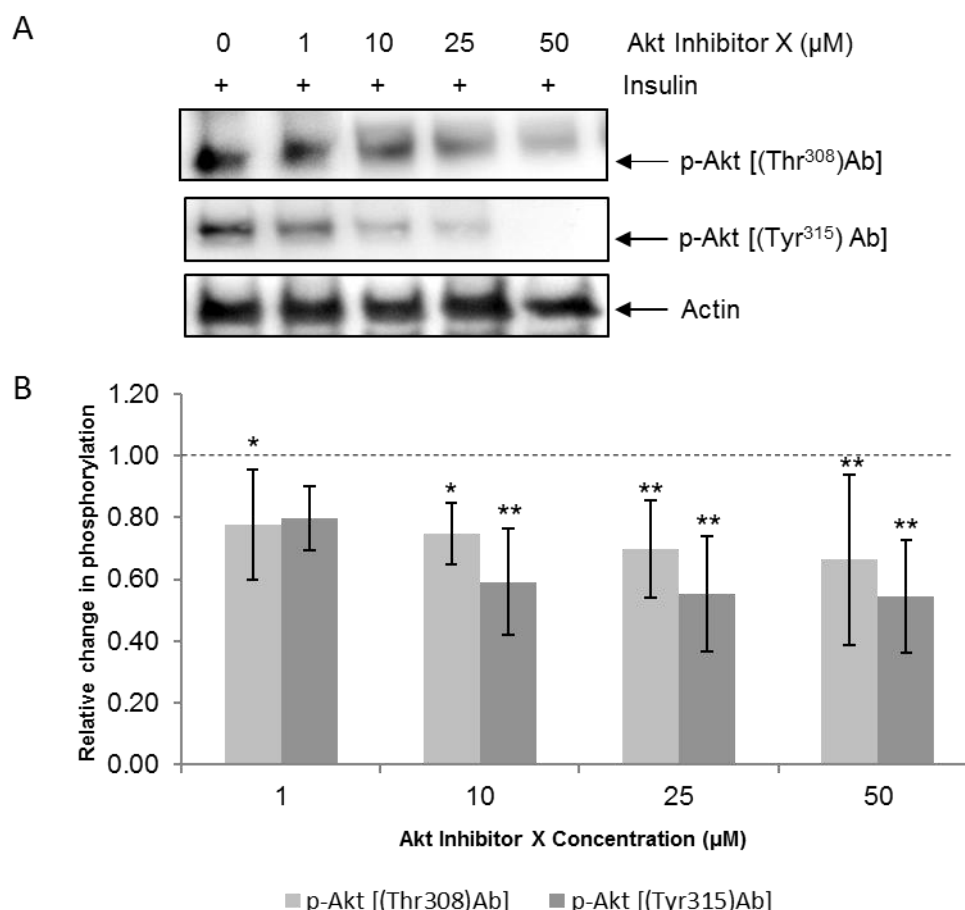 A
0 1 10 25 50 Akt Inhibitor X (µM)
+ + + + + Insulin
p-Akt [(Thr³⁰⁸)Ab]
p-Akt [(Tyr³¹⁵) Ab]
Actin
B
Relative change in phosphorylation
1.20
1.00
0.80
0.60
0.40
0.20
0.00
*
*
**
**
**
**
**
1 10 25 50
Akt Inhibitor X Concentration (µM)
p-Akt [(Thr308)Ab] p-Akt [(Tyr315)Ab]